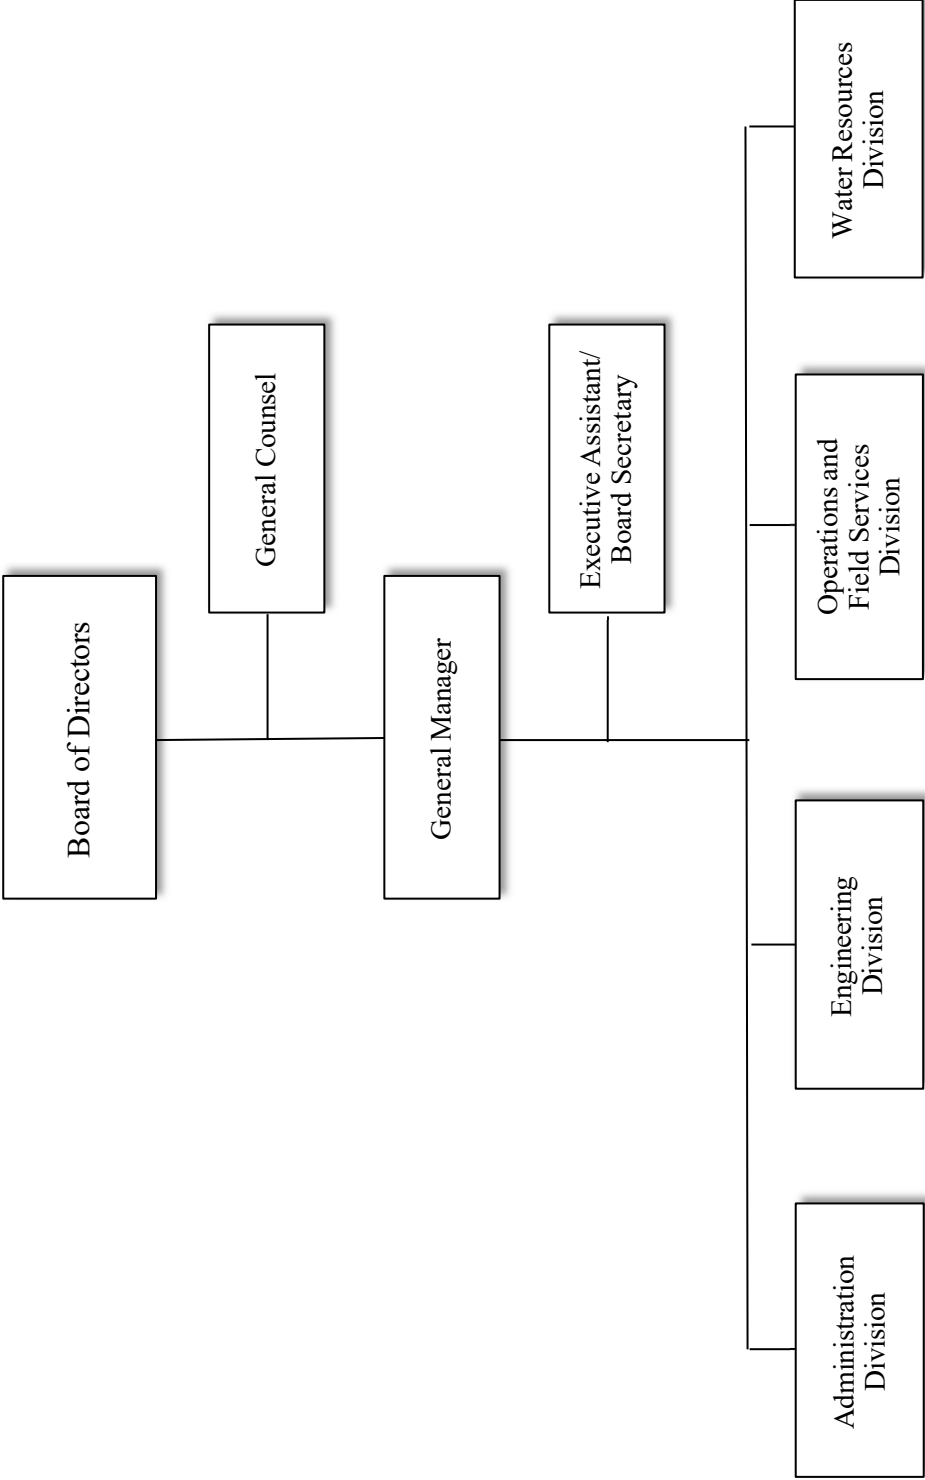 Board of Directors
General Counsel
General Manager
Executive Assistant/
Board Secretary
Administration
Division
Engineering
Division
Operations and
Field Services
Division
Water Resources
Division